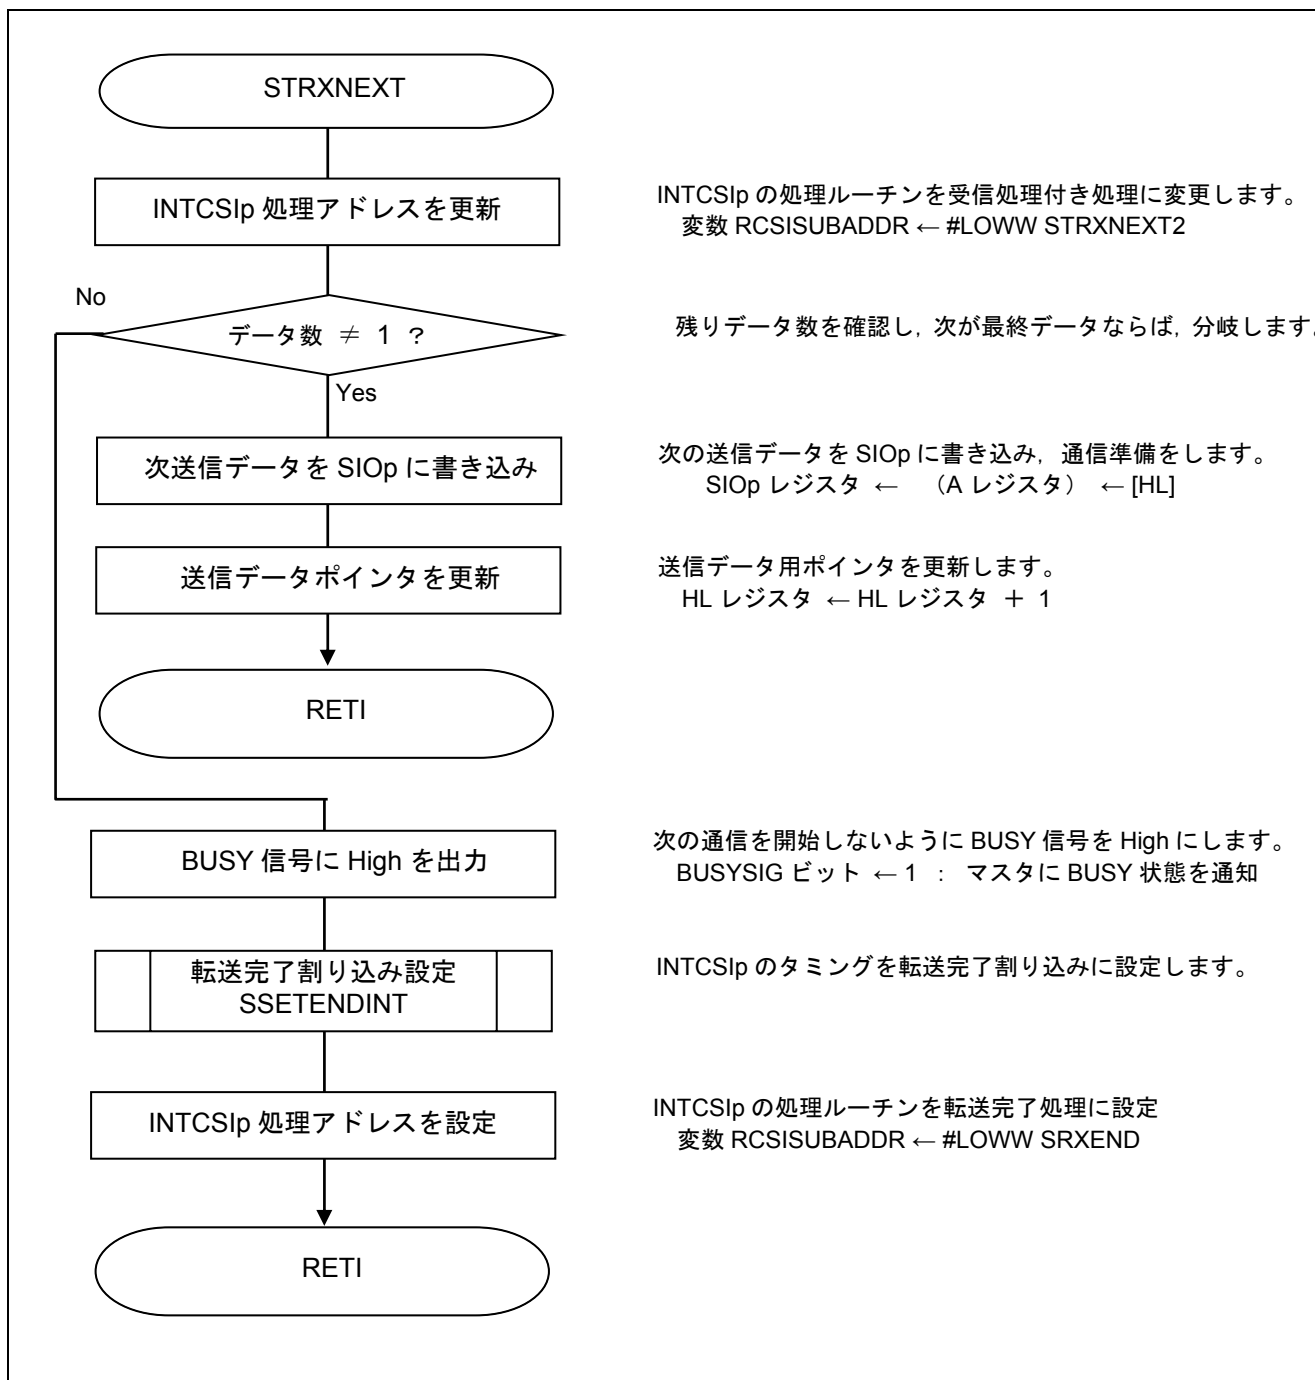 STRXNEXT
INTCSIp 処理アドレスを更新
INTCSIp の処理ルーチンを受信処理付き処理に変更します。
変数 RCSISUBADDR ← #LOWW STRXNEXT2
No
データ数 ≠ 1 ?
残りデータ数を確認し, 次が最終データならば, 分岐します。
Yes
次送信データを SIOp に書き込み
次の送信データを SIOp に書き込み, 通信準備をします。
SIOp レジスタ ← （A レジスタ） ← [HL]
送信データポインタを更新
送信データ用ポインタを更新します。
HL レジスタ ← HL レジスタ ＋ 1
RETI
BUSY 信号に High を出力
次の通信を開始しないように BUSY 信号を High にします。
BUSYSIG ビット ← 1 ： マスタに BUSY 状態を通知
転送完了割り込み設定
SSETENDINT
INTCSIp のタミングを転送完了割り込みに設定します。
INTCSIp 処理アドレスを設定
INTCSIp の処理ルーチンを転送完了処理に設定
変数 RCSISUBADDR ← #LOWW SRXEND
RETI